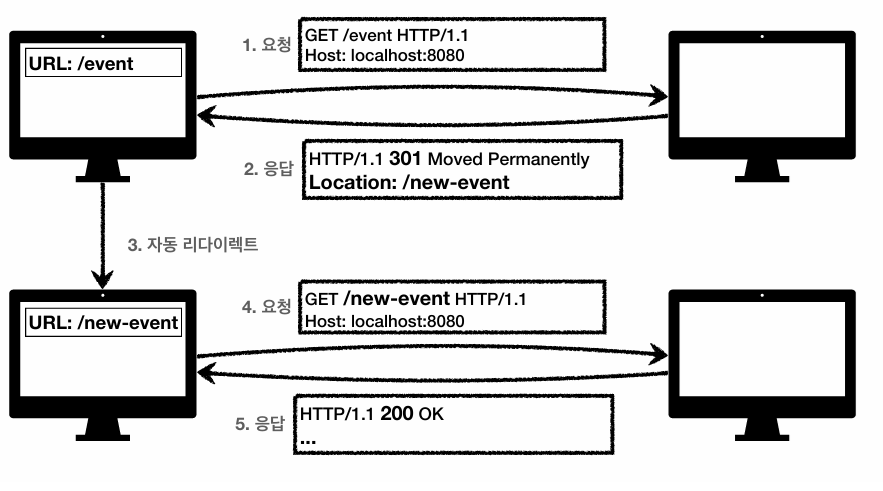 URL: /event
1. 요청
GET /event HTTP/1.1
Host: localhost:8080
2. 응답
HTTP/1.1 301 Moved Permanently
Location: /new-event
3. 자동 리다이렉트
URL: /new-event
4. 요청
GET /new-event HTTP/1.1
Host: localhost:8080
5. 응답
HTTP/1.1 200 OK
...